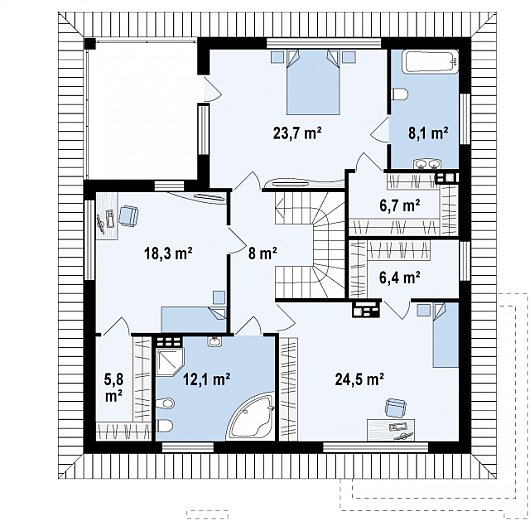 23,7 m²
8,1 m²
6,7 m²
18,3 m²
8 m²
6,4 m²
5,8
m²
12,1 m²
24,5 m²